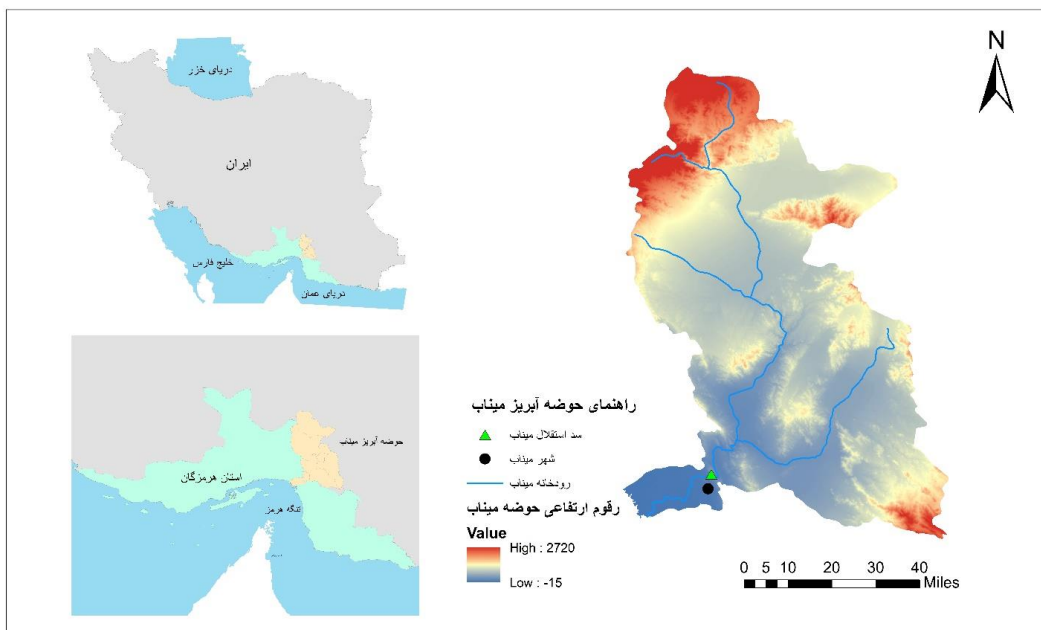 دریای خزر
ایران
خلیج فارس
دریای عمان
حوضه آبریز میناب
استان هرمزگان
تنگه هرمز
N
راهنمای حوضه آبریز میناب
سد استقلال میناب
شهر میناب
رودخانه میناب
رقوم ارتفاعی حوضه میناب
Value
High : 2720
Low : -15
0 5 10 20 30 40
Miles